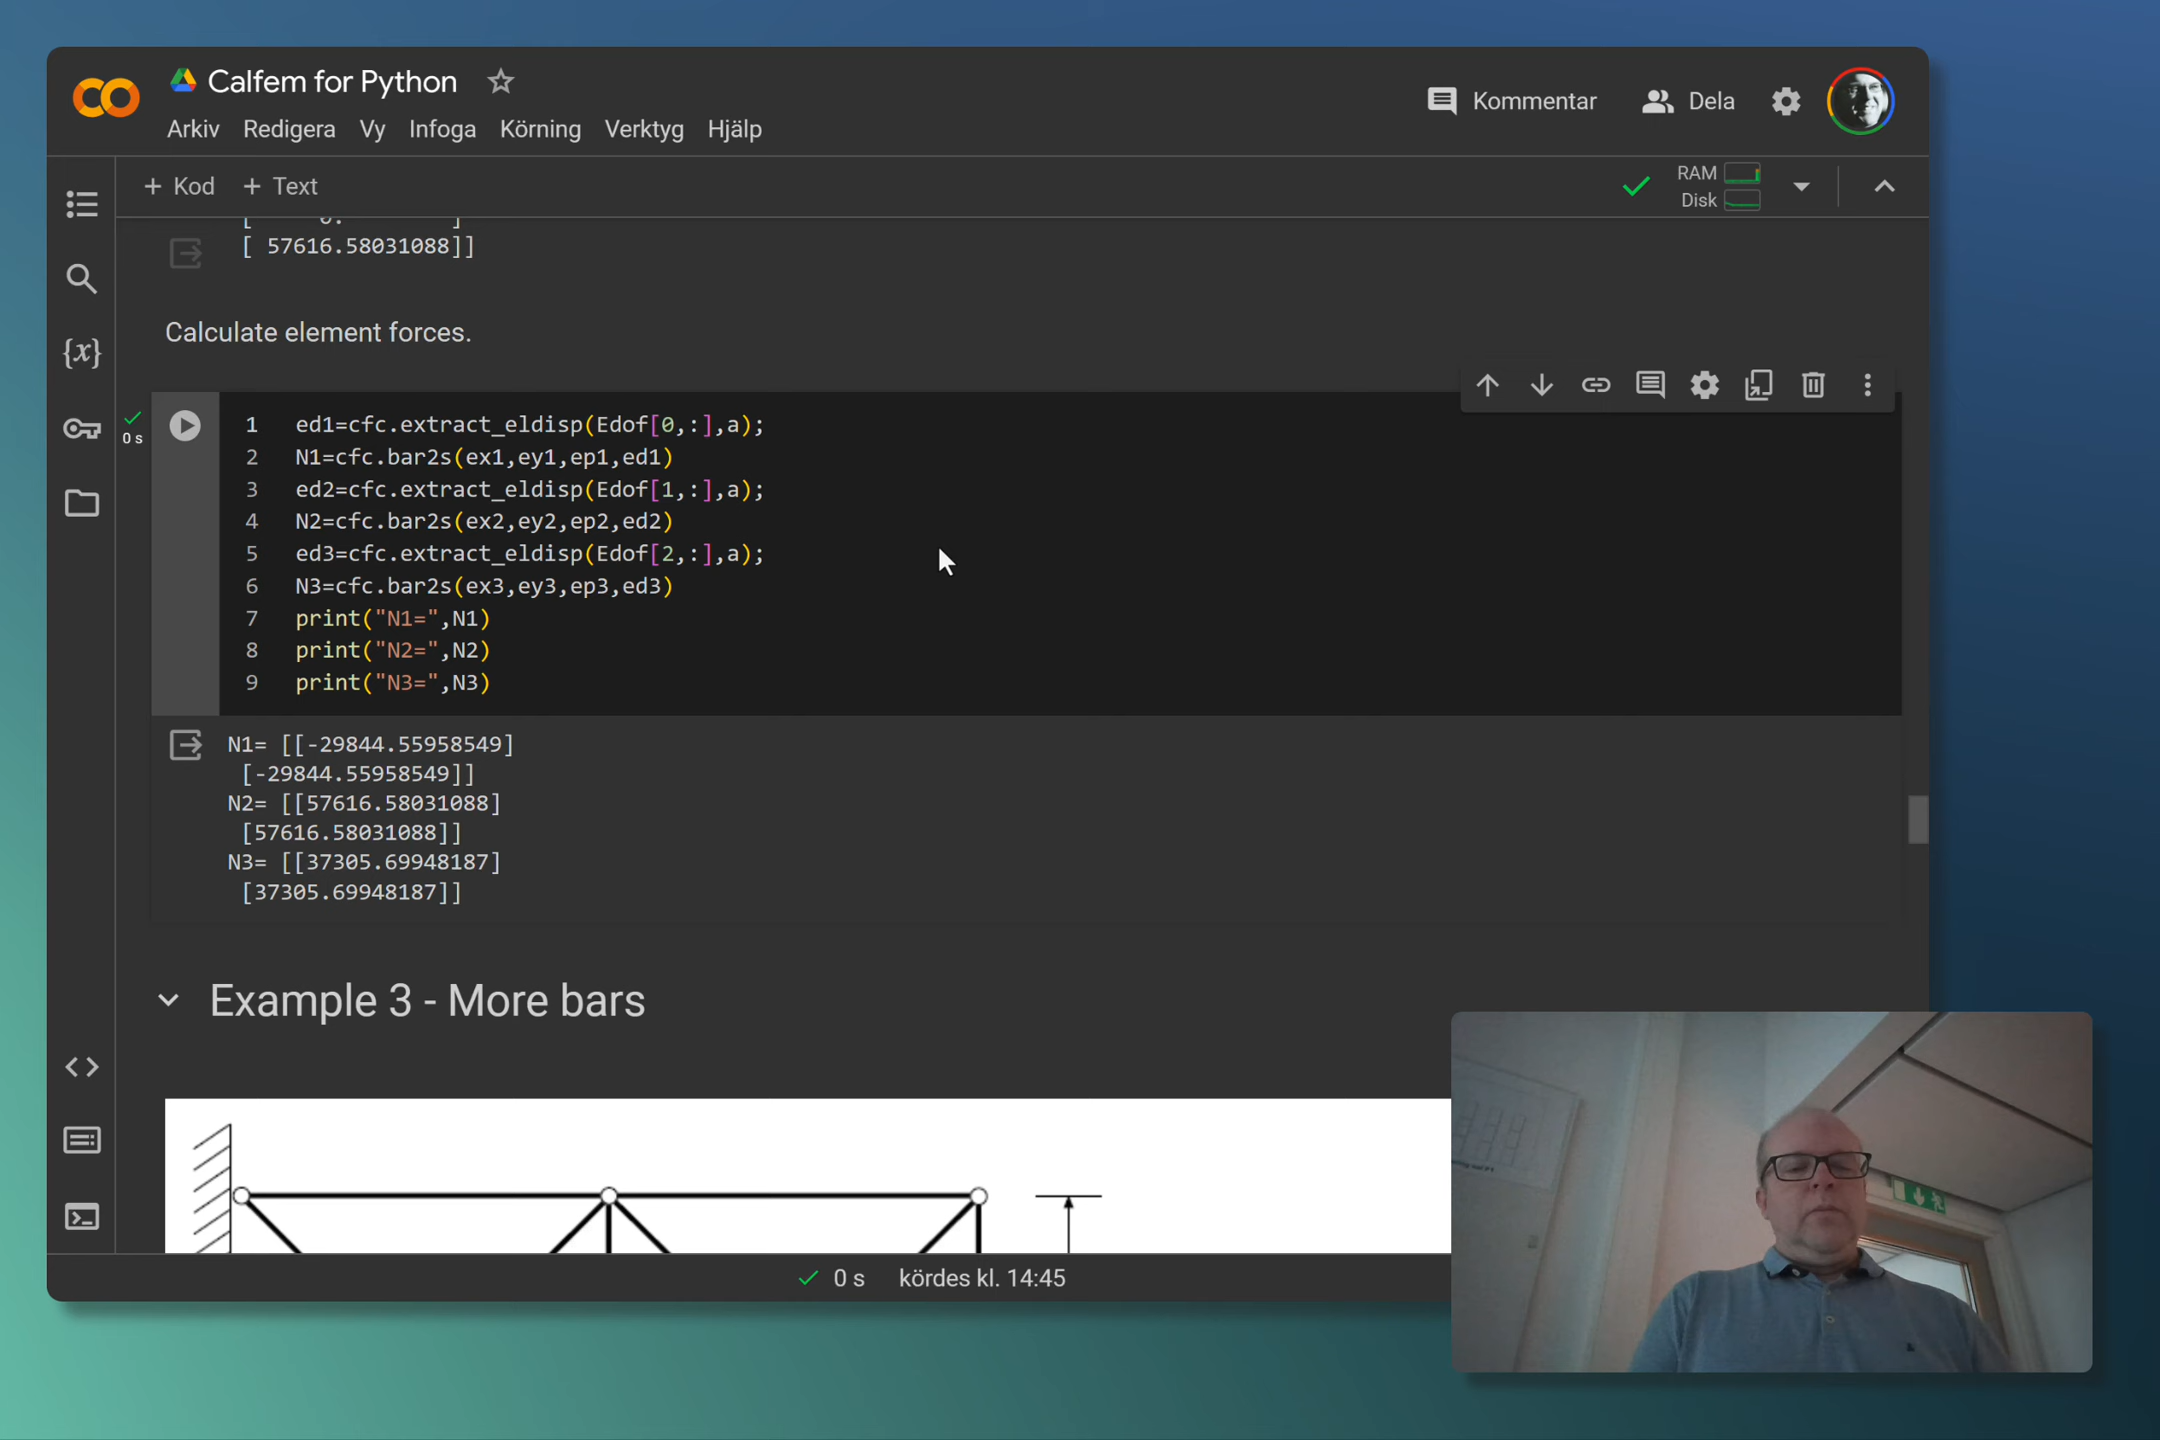 Calfem for Python
Arkiv Redigera Vy Infoga Körning Verktyg Hjälp
Kommentar Dela
+ Kod + Text
RAM
Disk
[ 0. ]
[ 57616.58031088]]
Calculate element forces.
0 s
1 ed1=cfc.extract_eldisp(Edof[0,:],a);
2 N1=cfc.bar2s(ex1,ey1,ep1,ed1)
3 ed2=cfc.extract_eldisp(Edof[1,:],a);
4 N2=cfc.bar2s(ex2,ey2,ep2,ed2)
5 ed3=cfc.extract_eldisp(Edof[2,:],a);
6 N3=cfc.bar2s(ex3,ey3,ep3,ed3)
7 print("N1=",N1)
8 print("N2=",N2)
9 print("N3=",N3)
N1= [[-29844.55958549]
[-29844.55958549]]
N2= [[57616.58031088]
[57616.58031088]]
N3= [[37305.69948187]
[37305.69948187]]
Example 3 - More bars
0 s kördes kl. 14:45
{x}